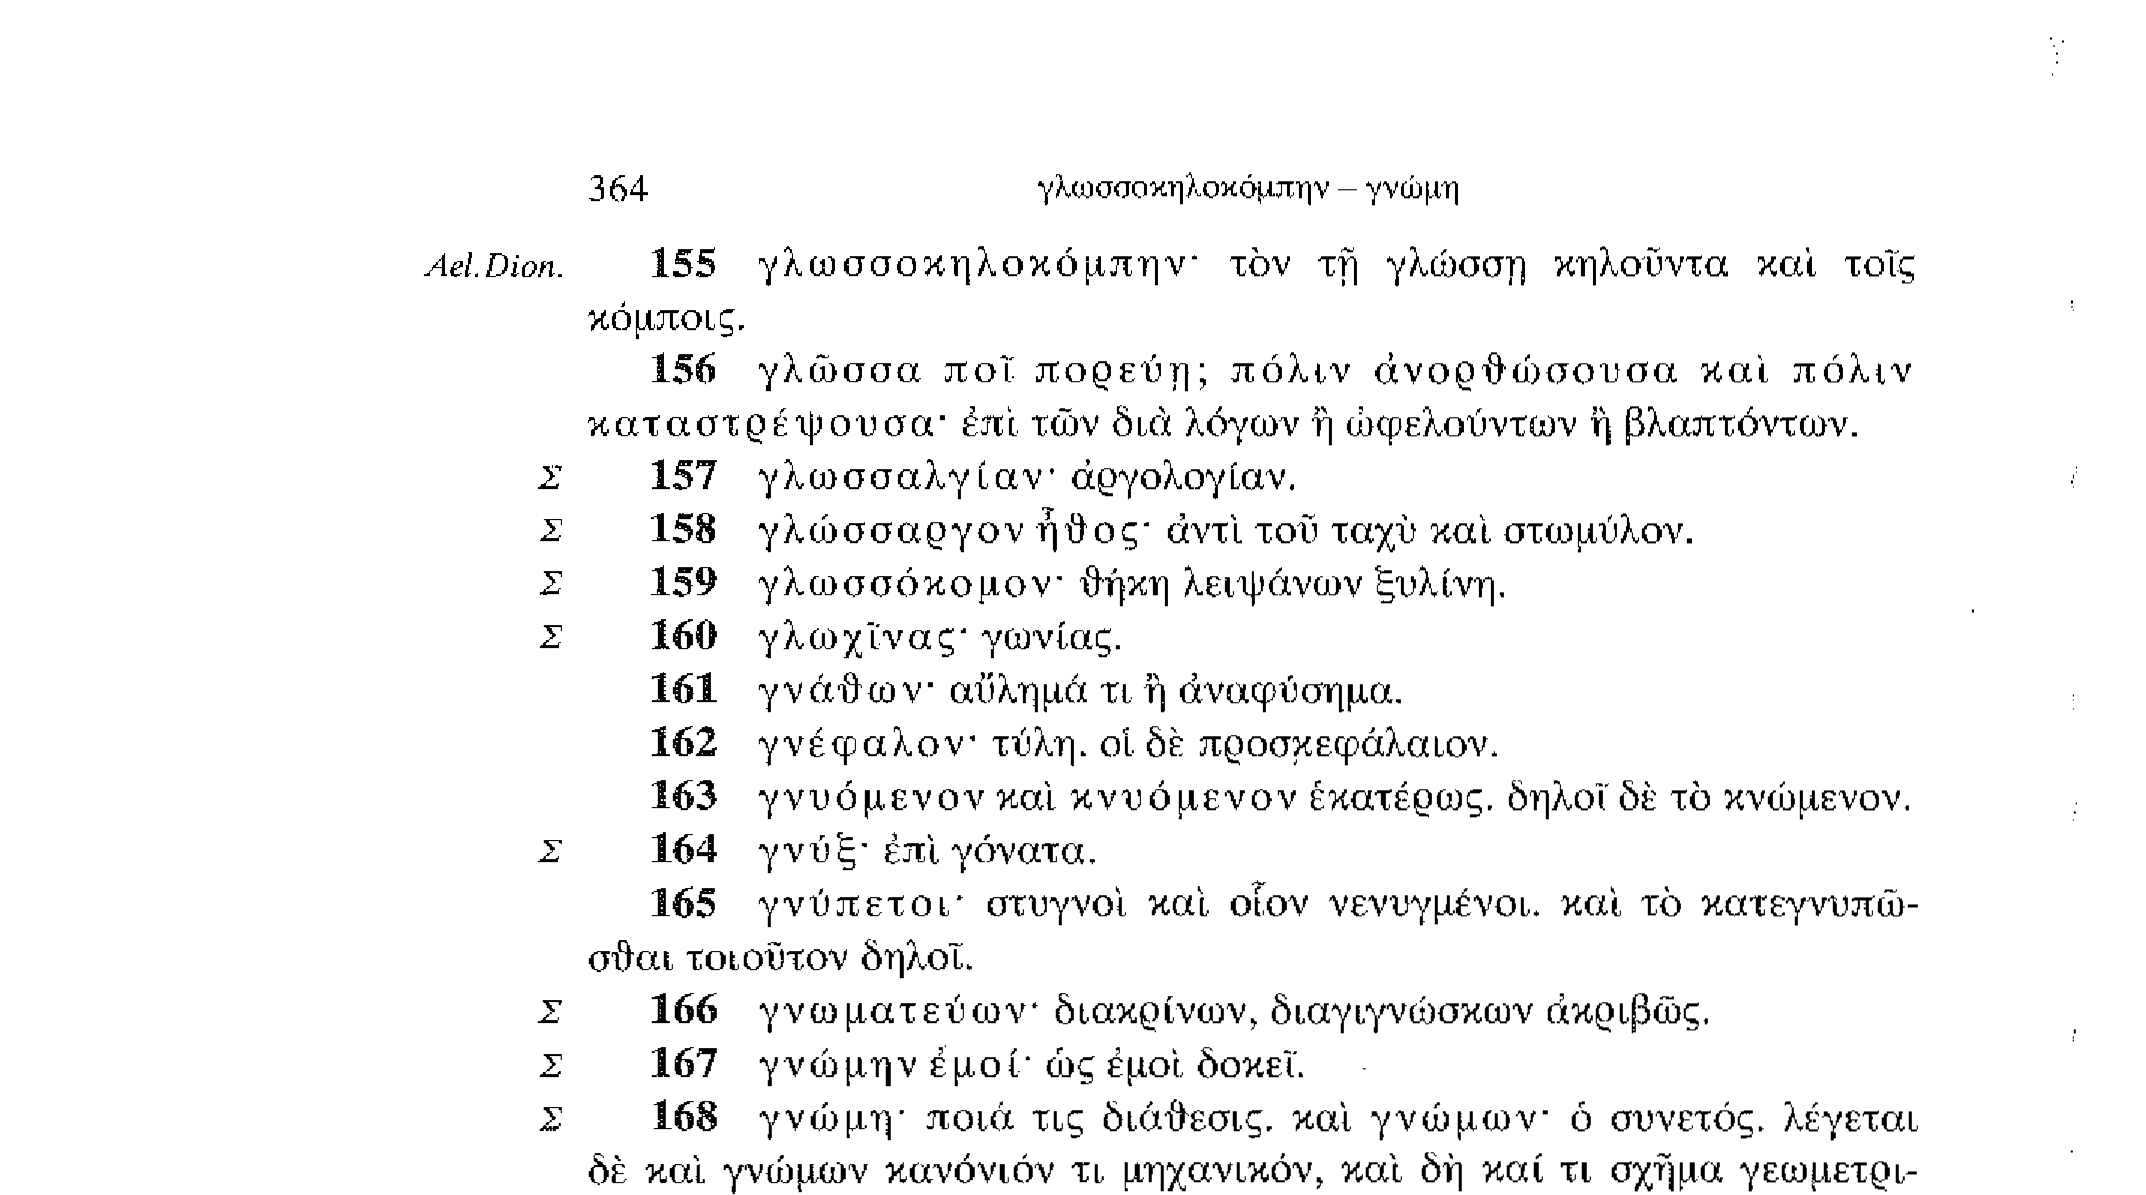 364 γλωσσοκηλοκόμπην – γνώμη
Ael. Dion. 155 γλωσσοκηλοκόμπην· τὸν τῇ γλώσσῃ κηλοῦντα καὶ τοῖς
κόμποις.
156 γλῶσσα ποῖ πορεύῃ; πόλιν ἀνορθώσουσα καὶ πόλιν
καταστρέψουσα· ἐπὶ τῶν διὰ λόγων ἢ ὠφελούντων ἢ βλαπτόντων.
Σ 157 γλωσσαλγίαν· ἀργολογίαν.
Σ 158 γλώσσαργον ἦθος· ἀντὶ τοῦ ταχὺ καὶ στωμύλον.
Σ 159 γλωσσόκομον· θήκη λειψάνων ξυλίνη.
Σ 160 γλωχῖνας· γωνίας.
161 γνάθων· αὔλημά τι ἢ ἀναφύσημα.
162 γνέφαλον· τύλη. οἱ δὲ προσκεφάλαιον.
163 γνυόμενον καὶ κνυόμενον ἑκατέρως. δηλοῖ δὲ τὸ κνώμενον.
Σ 164 γνύξ· ἐπὶ γόνατα.
165 γνύπετοι· στυγνοὶ καὶ οἷον νενυγμένοι. καὶ τὸ κατεγνυπῶ-
σθαι τοιοῦτον δηλοῖ.
Σ 166 γνωματεύων· διακρίνων, διαγιγνώσκων ἀκριβῶς.
Σ 167 γνώμην ἐμοί· ὡς ἐμοὶ δοκεῖ.
Σ 168 γνώμη· ποιά τις διάθεσις. καὶ γνώμων· ὁ συνετός. λέγεται
δὲ καὶ γνώμων κανόνιόν τι μηχανικόν, καὶ δὴ καί τι σχῆμα γεωμετρι-